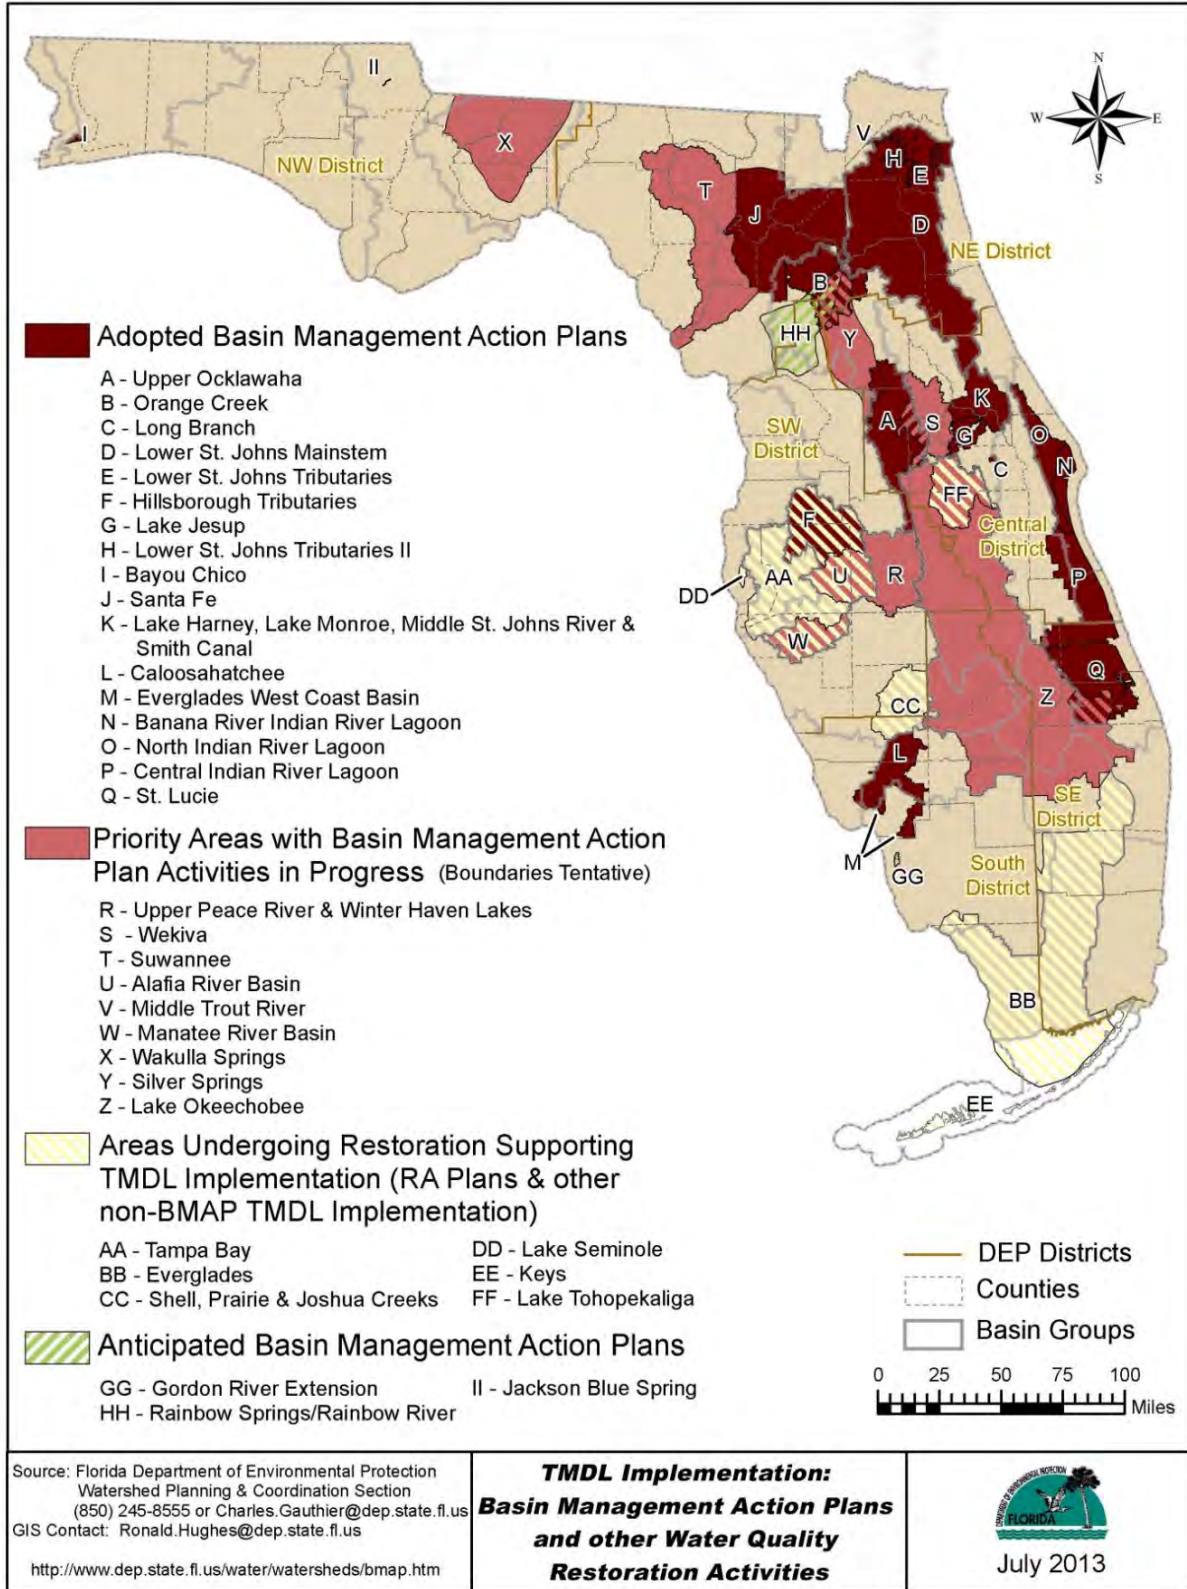 N
W
E
S
II
I
X
V
H
E
T
J
D
NW District
NE District
B
HH
Y
K
A
S
G
O
SW
District
C
N
FF
F
Central
District
AA
U
R
P
DD
W
Q
Z
CC
L
SE
District
M
GG
South
District
BB
EE
Adopted Basin Management Action Plans
A - Upper Ocklawaha
B - Orange Creek
C - Long Branch
D - Lower St. Johns Mainstem
E - Lower St. Johns Tributaries
F - Hillsborough Tributaries
G - Lake Jesup
H - Lower St. Johns Tributaries II
I - Bayou Chico
J - Santa Fe
K - Lake Harney, Lake Monroe, Middle St. Johns River &
Smith Canal
L - Caloosahatchee
M - Everglades West Coast Basin
N - Banana River Indian River Lagoon
O - North Indian River Lagoon
P - Central Indian River Lagoon
Q - St. Lucie
Priority Areas with Basin Management Action
Plan Activities in Progress (Boundaries Tentative)
R - Upper Peace River & Winter Haven Lakes
S - Wekiva
T - Suwannee
U - Alafia River Basin
V - Middle Trout River
W - Manatee River Basin
X - Wakulla Springs
Y - Silver Springs
Z - Lake Okeechobee
Areas Undergoing Restoration Supporting
TMDL Implementation (RA Plans & other
non-BMAP TMDL Implementation)
AA - Tampa Bay
BB - Everglades
CC - Shell, Prairie & Joshua Creeks
DD - Lake Seminole
EE - Keys
FF - Lake Tohopekaliga
Anticipated Basin Management Action Plans
GG - Gordon River Extension
HH - Rainbow Springs/Rainbow River
II - Jackson Blue Spring
DEP Districts
Counties
Basin Groups
0 25 50 75 100
Miles
Source: Florida Department of Environmental Protection
Watershed Planning & Coordination Section
(850) 245-8555 or Charles.Gauthier@dep.state.fl.us
GIS Contact: Ronald.Hughes@dep.state.fl.us
http://www.dep.state.fl.us/water/watersheds/bmap.htm
TMDL Implementation:
Basin Management Action Plans
and other Water Quality
Restoration Activities
DEPARTMENT OF ENVIRONMENTAL PROTECTION
FLORIDA
July 2013